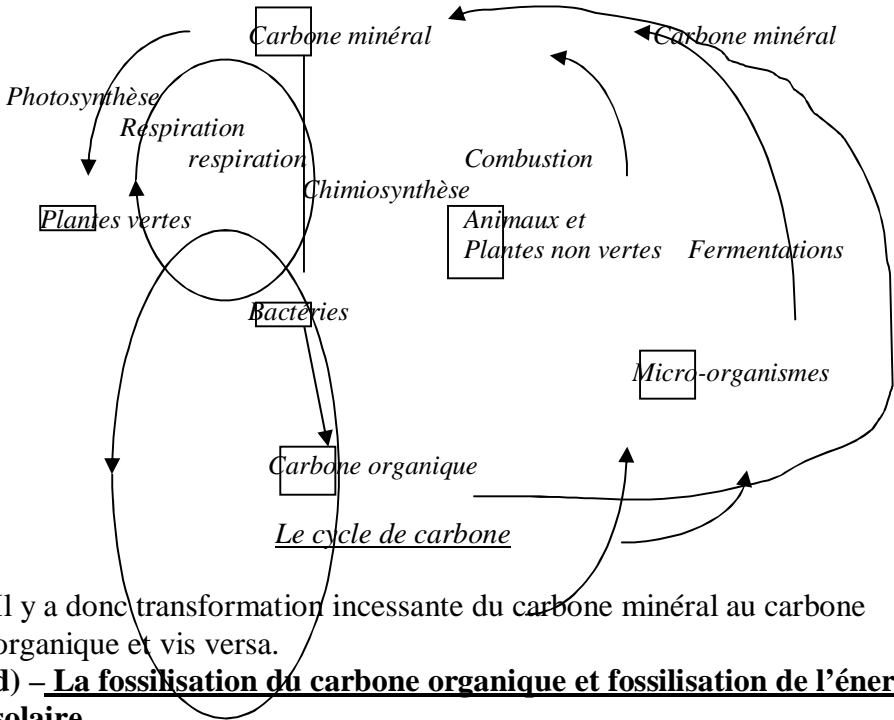 Carbone minéral Carbone minéral
Photosynthèse
Respiration
respiration Combustion
Chimiosynthèse
Plantes vertes Animaux et
Plantes non vertes Fermentations
Bactéries
Micro-organismes
Carbone organique
Le cycle de carbone
Il y a donc transformation incessante du carbone minéral au carbone
organique et vis versa.
d) – La fossilisation du carbone organique et fossilisation de l’éner
solaire